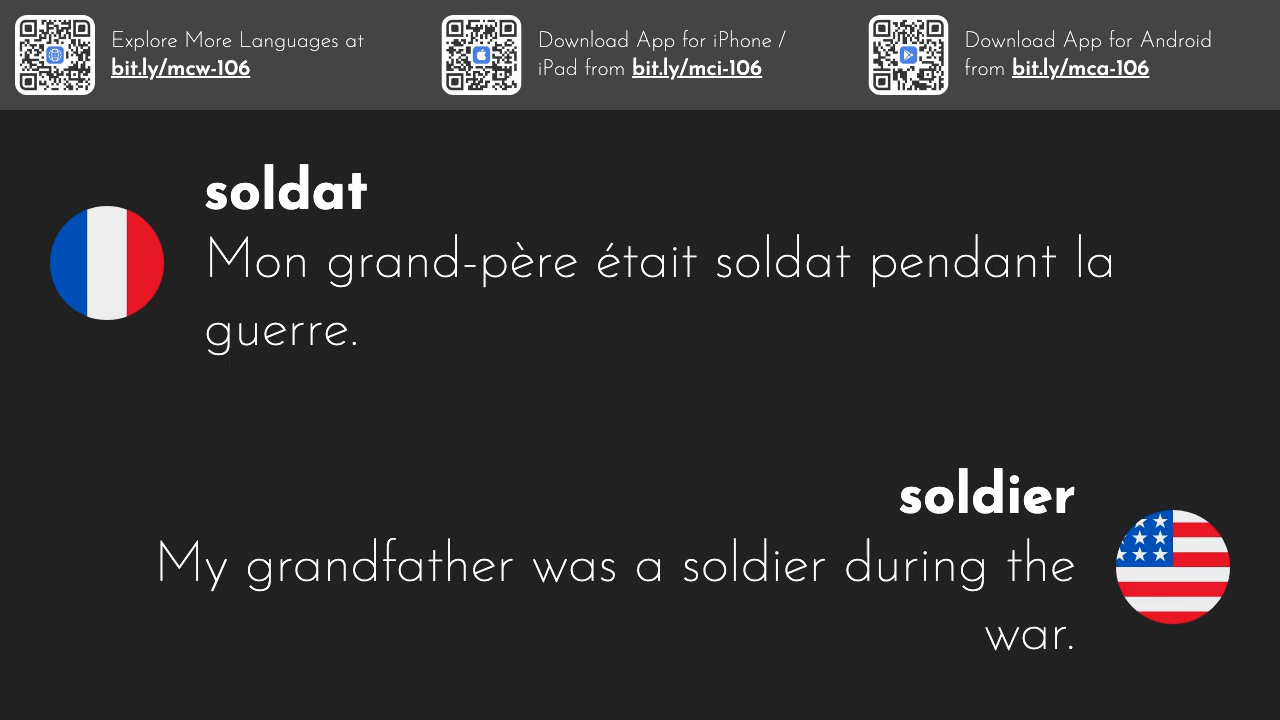 Explore More Languages at
bit.ly/mcw-106
Download App for iPhone /
iPad from bit.ly/mci-106
Download App for Android
from bit.ly/mca-106
soldat
Mon grand-père était soldat pendant la
guerre.
soldier
My grandfather was a soldier during the
war.